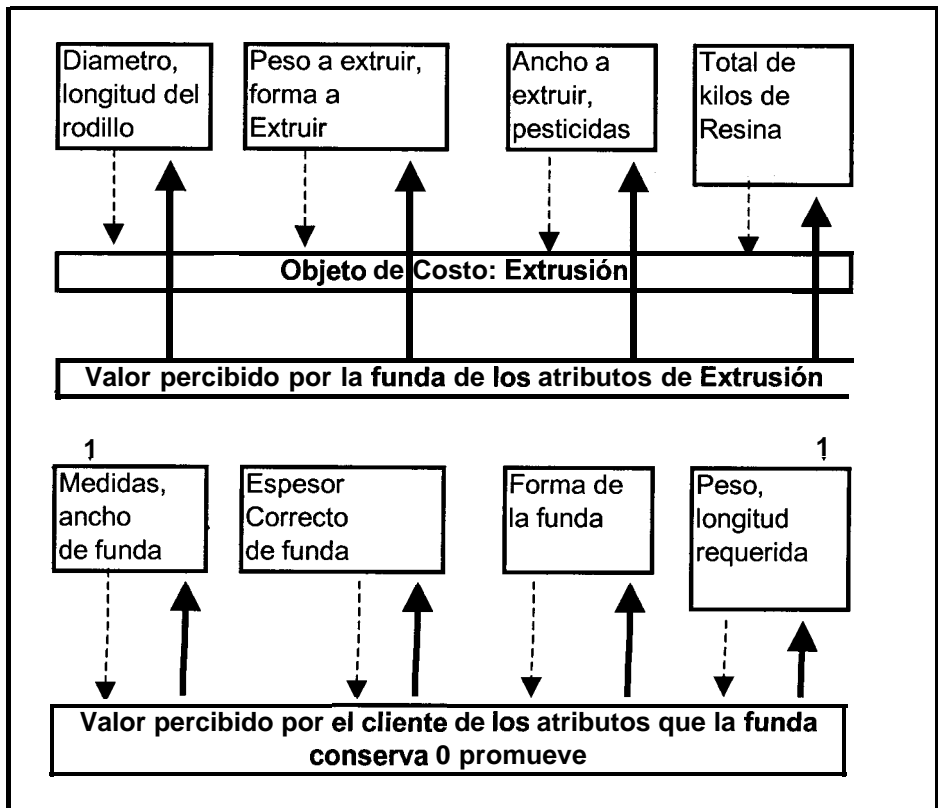 Diametro,
longitud del
rodillo
Peso a extruir,
forma a
Extruir
Ancho a
extruir,
pesticidas
Total de
kilos de
Resina
Objeto de Costo: Extrusión
Valor percibido por la funda de los atributos de Extrusión
1
1
Medidas,
ancho
de funda
Espesor
Correcto
de funda
Forma de
la funda
Peso,
longitud
requerida
Valor percibido por el cliente de los atributos que la funda
conserva 0 promueve